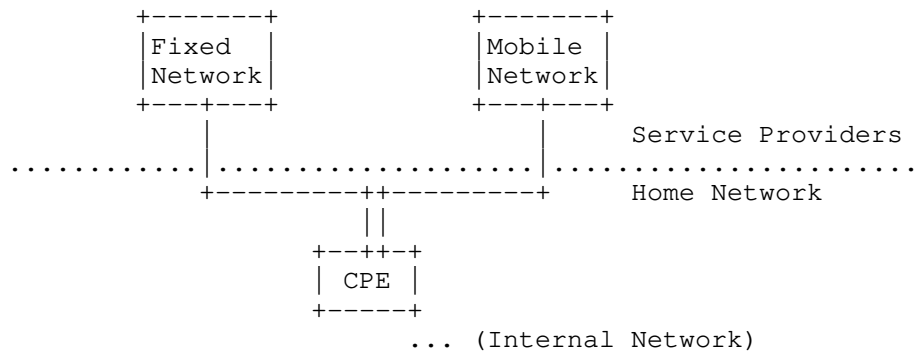 +-------+ +-------+
|Fixed | |Mobile |
|Network| |Network|
+---+---+ +---+---+
| | Service Providers
............|....................|........................
+----------++----------+ Home Network
||
+--++-+
| CPE |
+-----+
... (Internal Network)